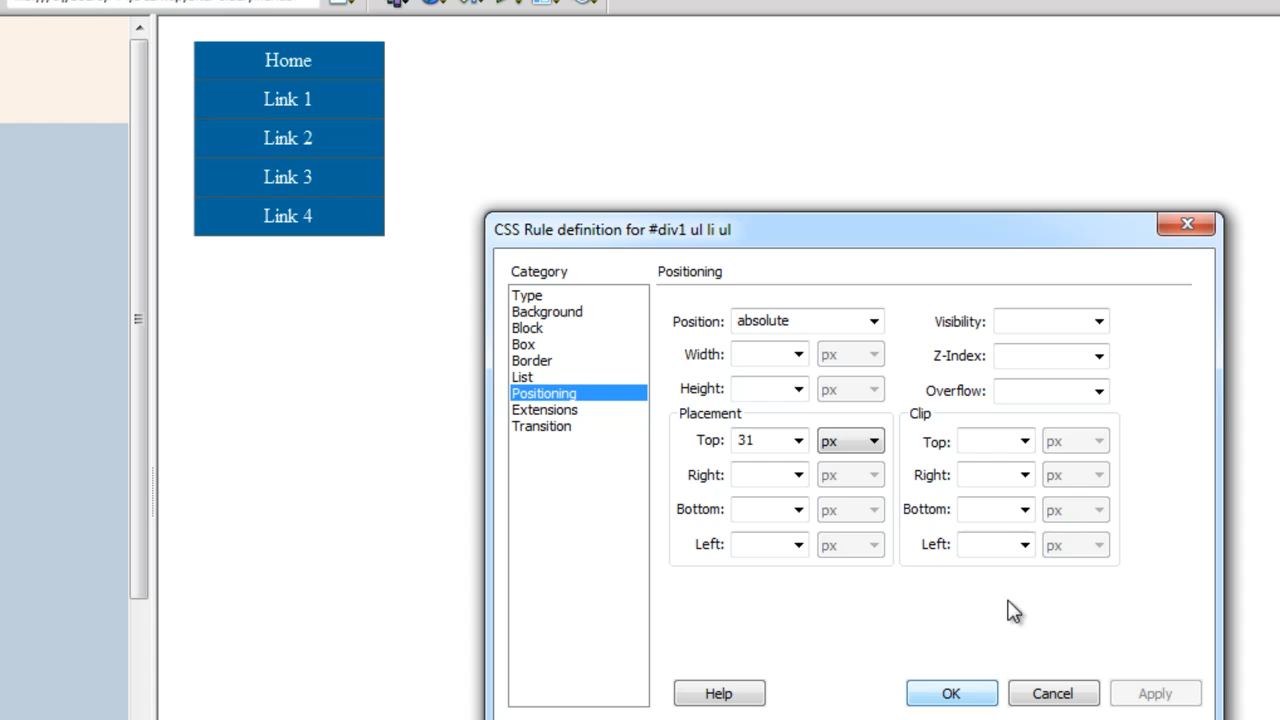 Home
Link 1
Link 2
Link 3
Link 4
CSS Rule definition for #div1 ul li ul
Category
Positioning
Type
Background
Block
Box
Border
List
Positioning
Extensions
Transition
Position: absolute
Visibility:
Width: px
Z-Index:
Height: px
Overflow:
Placement
Clip
Top: 31 px
Top: px
Right: px
Right: px
Bottom: px
Bottom: px
Left: px
Left: px
Help
OK
Cancel
Apply